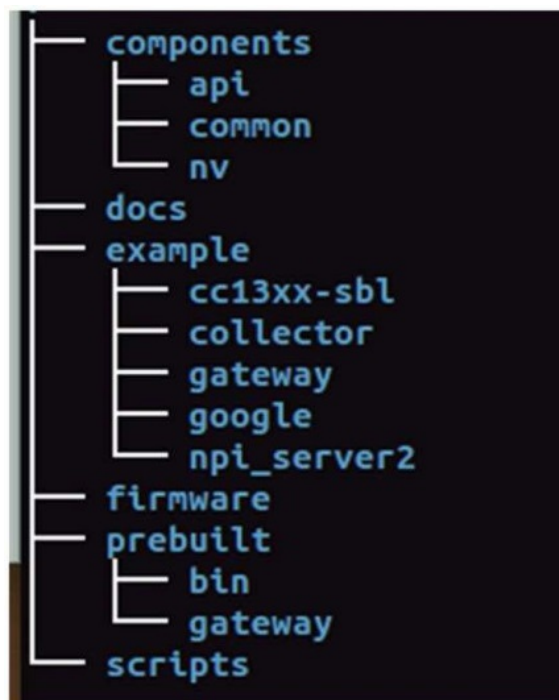 components
api
common
nv
docs
example
cc13xx-sbl
collector
gateway
google
npi_server2
firmware
prebuilt
bin
gateway
scripts